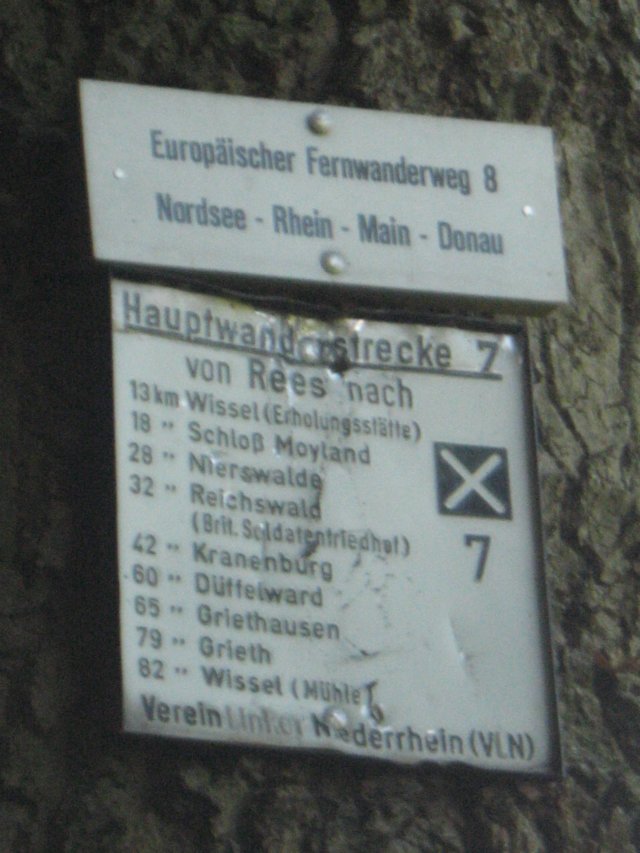 Europäischer Fernwanderweg 8
Nordsee - Rhein - Main - Donau
Hauptwanderstrecke 7
von Rees nach
13 km Wissel (Erholungsstätte)
18 " Schloß Moyland
28 " Nierswalde
32 " Reichswald
(Brit. Soldatenfriedhof)
42 " Kranenburg
60 " Düffelward
65 " Griethausen
79 " Grieth
82 " Wissel (Mühle)
7
Verein Linker Niederrhein (VLN)